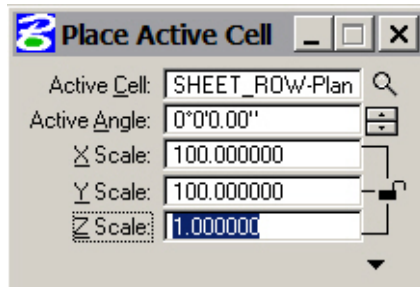 Place Active Cell
Active Cell: SHEET_ROW-Plan
Active Angle: 0°0'0.00''
X Scale: 100.000000
Y Scale: 100.000000
Z Scale: 1.000000